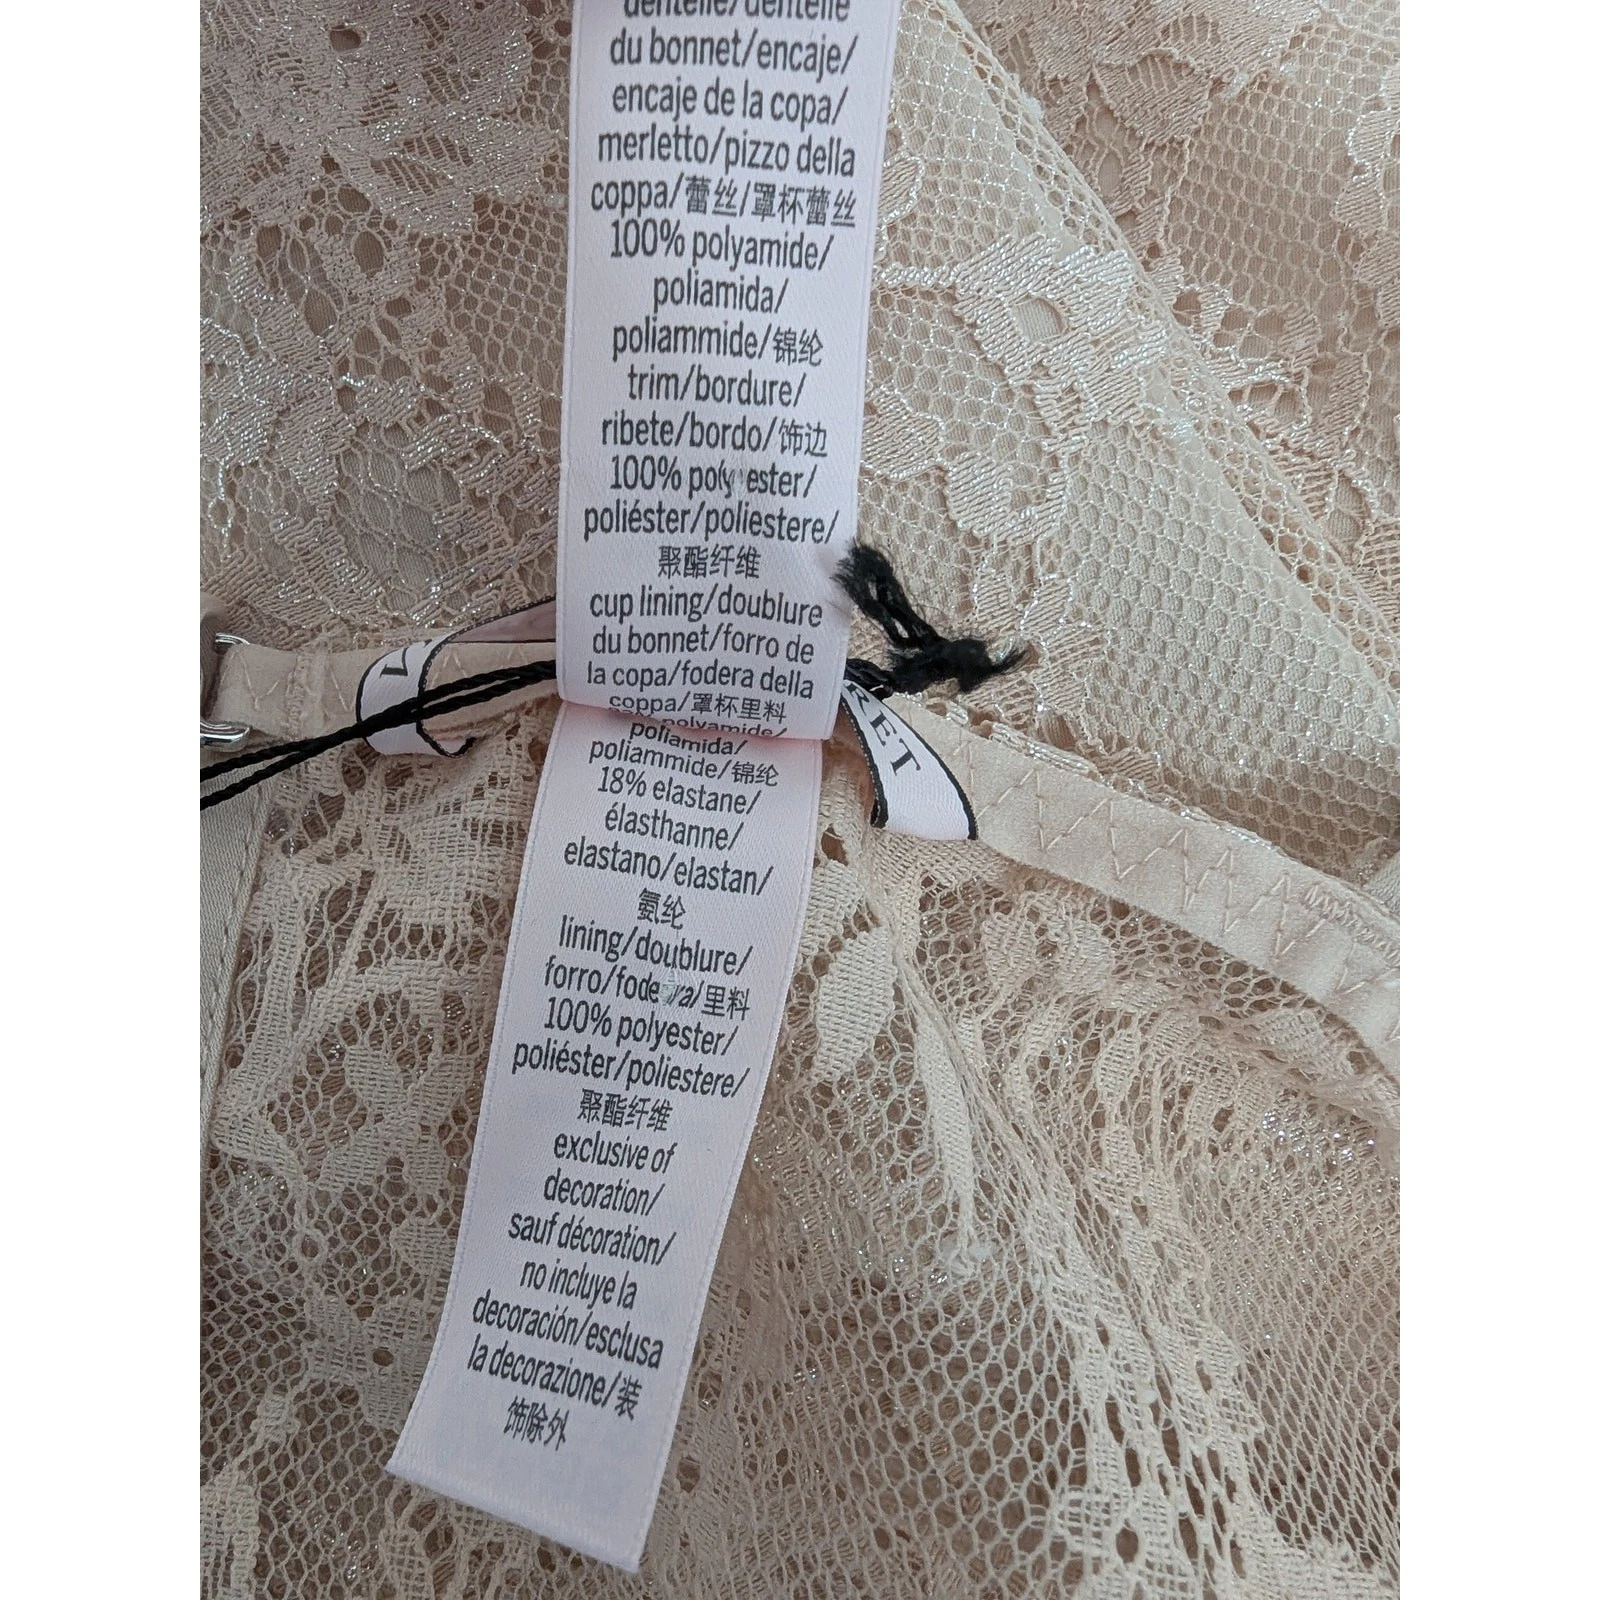 dentelle/dentelle
du bonnet/encaje/
encaje de la copa/
merletto/pizzo della
coppa/蕾丝/罩杯蕾丝
100% polyamide/
poliamida/
poliammide/锦纶
trim/bordure/
ribete/bordo/饰边
100% polyester/
poliéster/poliestere/
聚酯纤维
cup lining/doublure
du bonnet/forro de
la copa/fodera della
coppa/罩杯里料
polyamide/
poliamida/
poliammide/锦纶
18% elastane/
élasthanne/
elastano/elastan/
氨纶
lining/doublure/
forro/fodera/里料
100% polyester/
poliéster/poliestere/
聚酯纤维
exclusive of
decoration/
sauf décoration/
no incluye la
decoración/esclusa
la decorazione/装
饰除外
V
RET